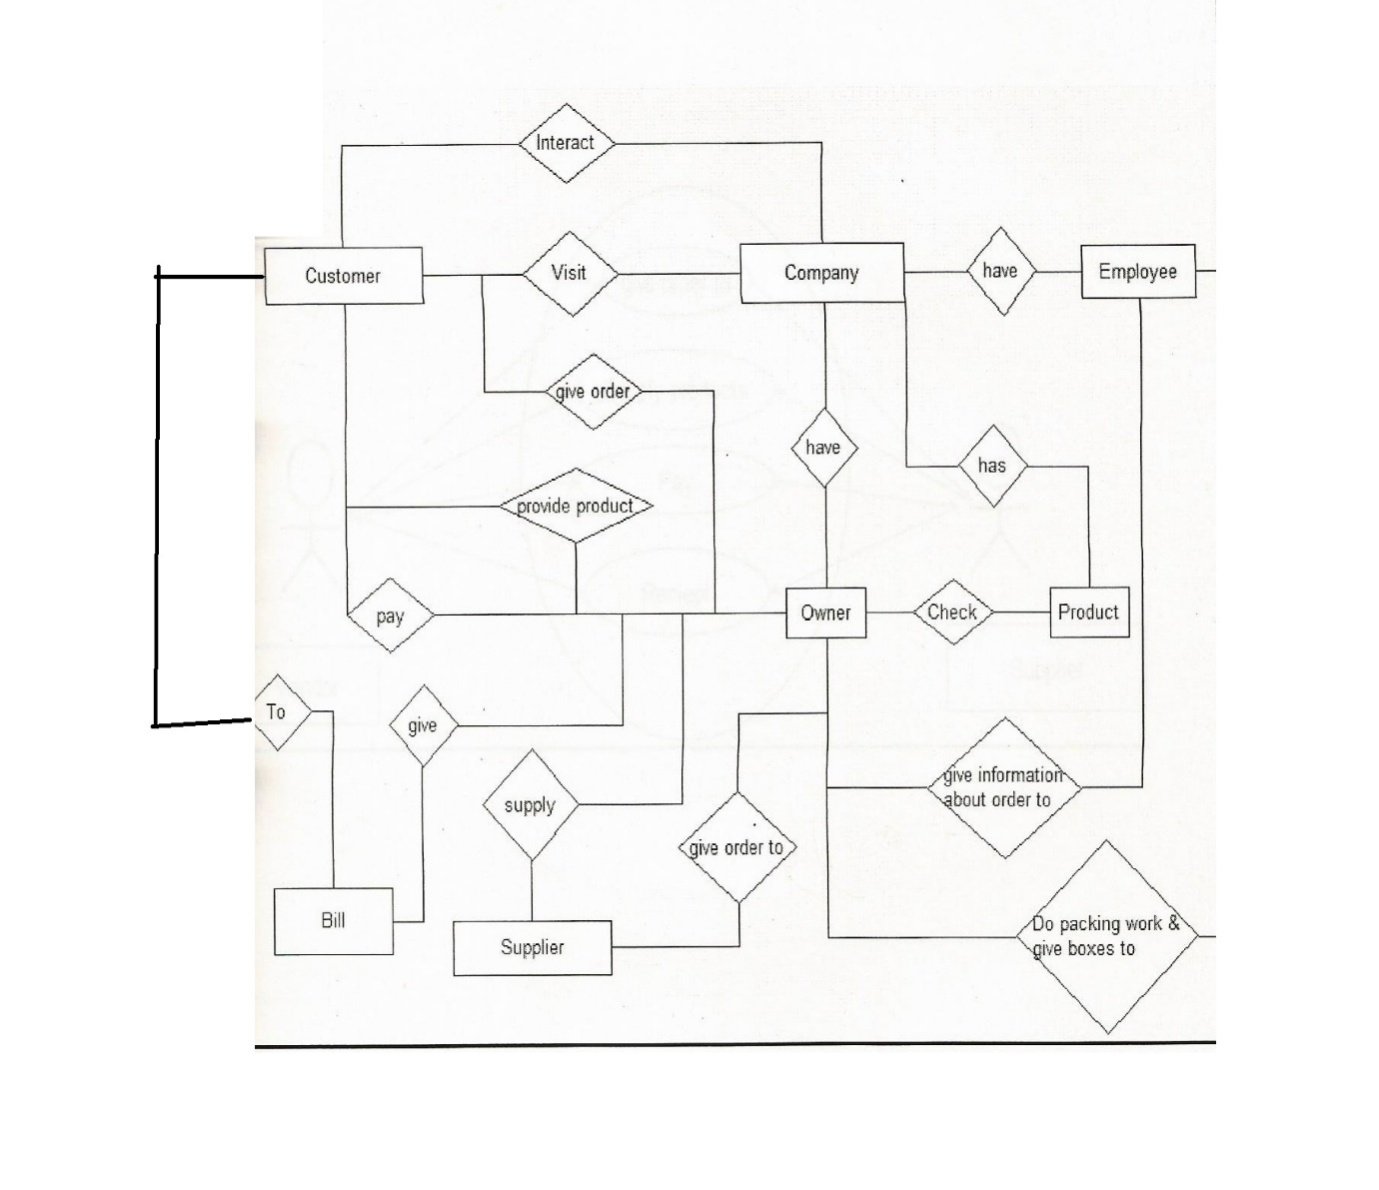 Interact
Customer
Visit
Company
have
Employee
give order
have
has
provide product
pay
Owner
Check
Product
To
give
supply
give order to
give information
about order to
Bill
Supplier
Do packing work &
give boxes to